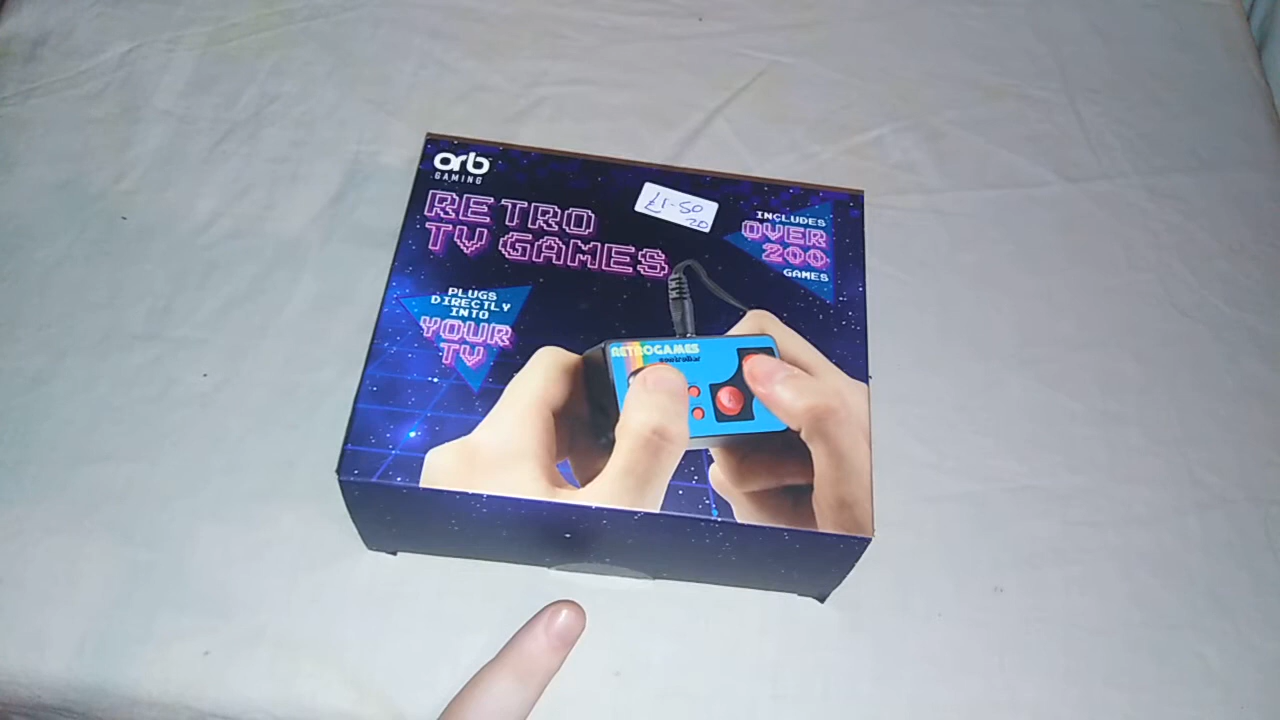 orb
GAMING
RETRO
TV GAMES
£1-50
20
INCLUDES
OVER
200
GAMES
PLUGS
DIRECTLY
INTO
YOUR
TV
RETROGAMES
controller
A